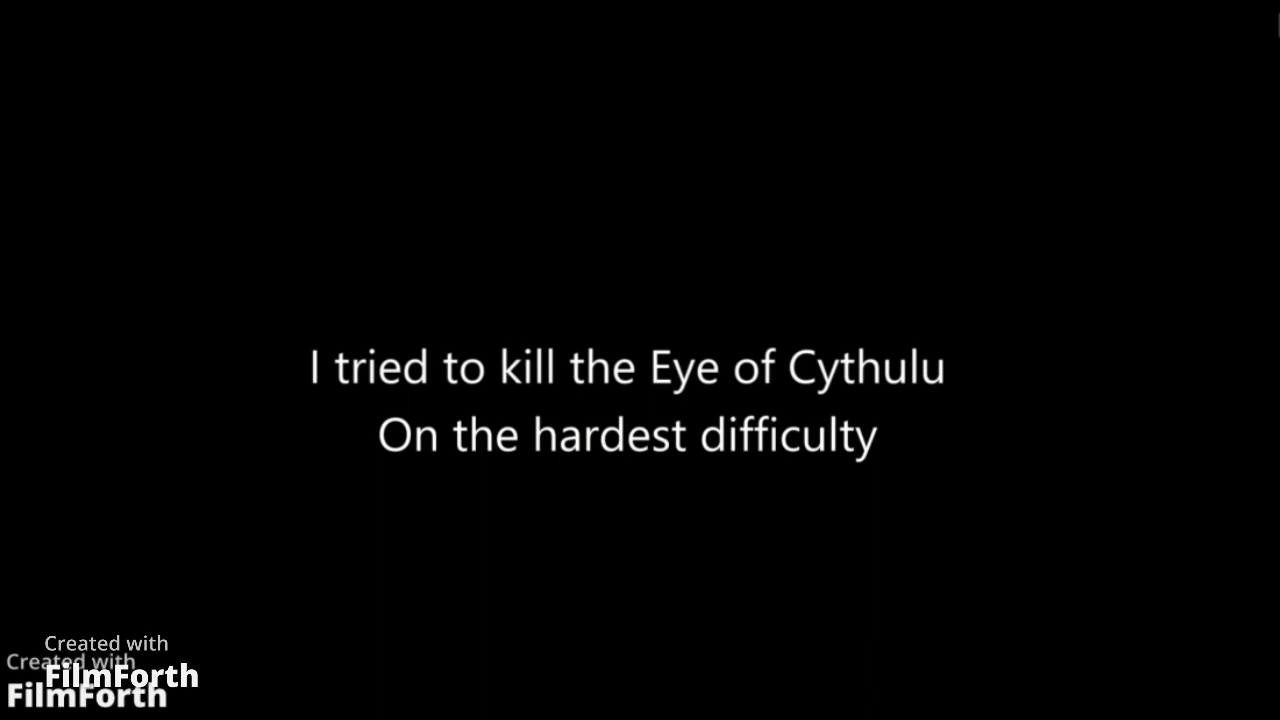 I tried to kill the Eye of Cythulu
On the hardest difficulty
Created with
Created with
FilmForth
FilmForth